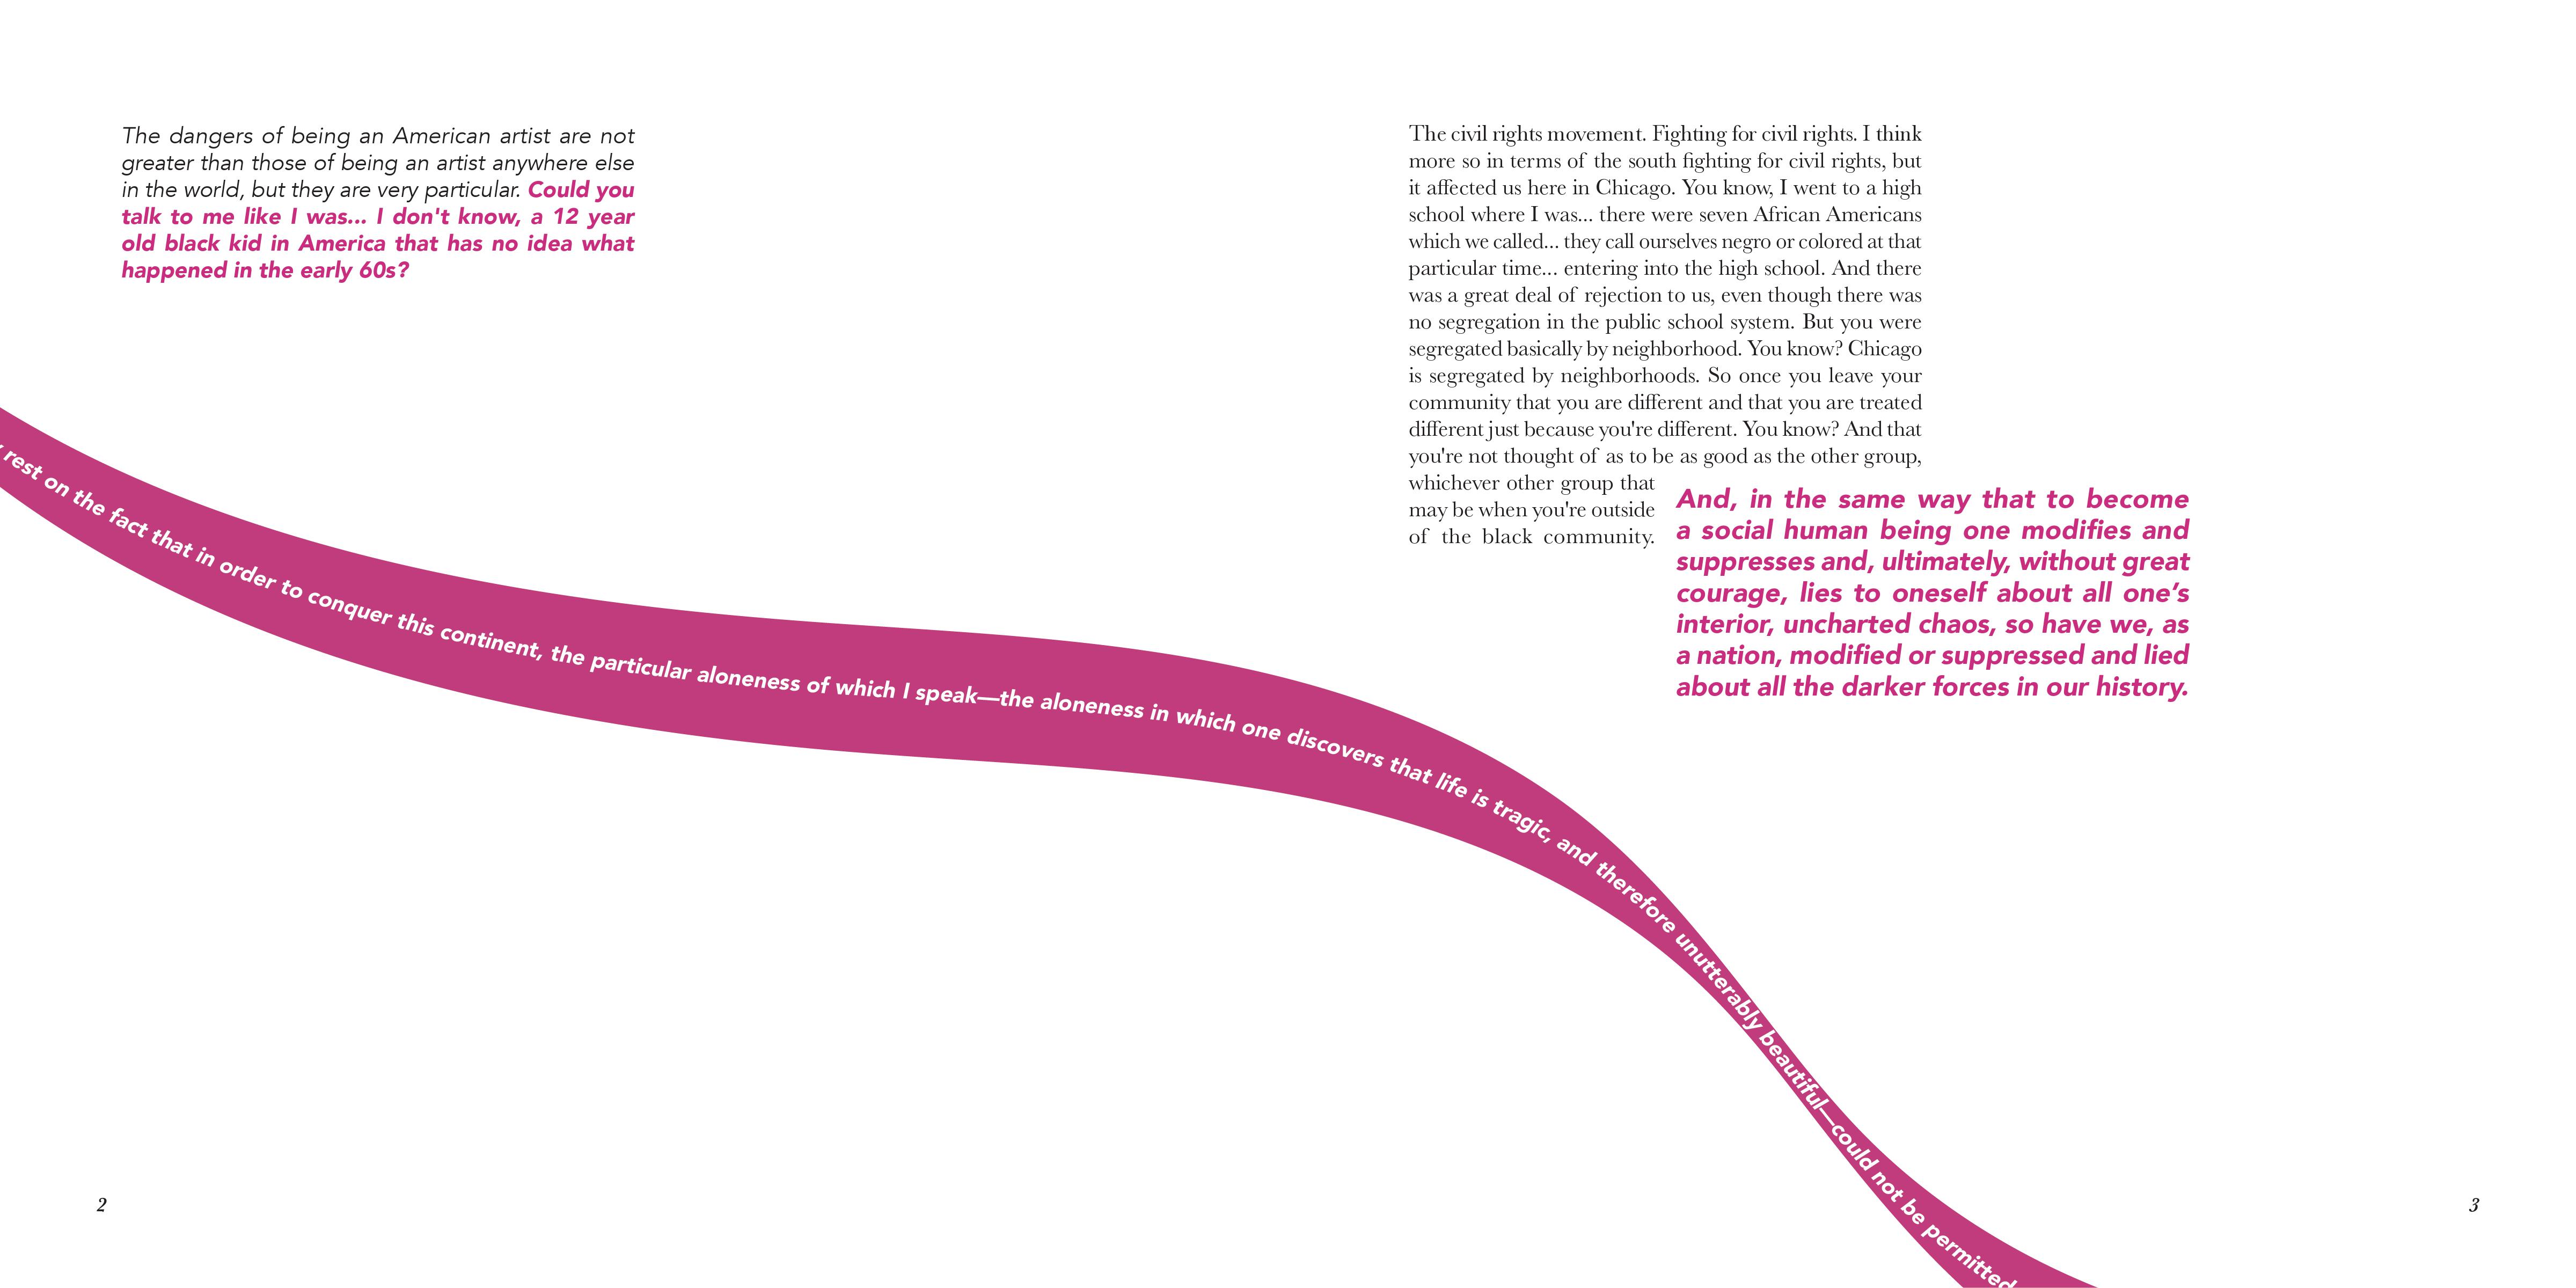 The dangers of being an American artist are not
greater than those of being an artist anywhere else
in the world, but they are very particular. Could you
talk to me like I was... I don't know, a 12 year
old black kid in America that has no idea what
happened in the early 60s?
rest on the fact that in order to conquer this continent, the particular aloneness of which I speak—the aloneness in which one discovers that life is tragic, and therefore unutterably beautiful—could not be permitted
The civil rights movement. Fighting for civil rights. I think
more so in terms of the south fighting for civil rights, but
it affected us here in Chicago. You know, I went to a high
school where I was... there were seven African Americans
which we called... they call ourselves negro or colored at that
particular time... entering into the high school. And there
was a great deal of rejection to us, even though there was
no segregation in the public school system. But you were
segregated basically by neighborhood. You know? Chicago
is segregated by neighborhoods. So once you leave your
community that you are different and that you are treated
different just because you're different. You know? And that
you're not thought of as to be as good as the other group,
whichever other group that
may be when you're outside
of the black community.
And, in the same way that to become
a social human being one modifies and
suppresses and, ultimately, without great
courage, lies to oneself about all one’s
interior, uncharted chaos, so have we, as
a nation, modified or suppressed and lied
about all the darker forces in our history.
2
3